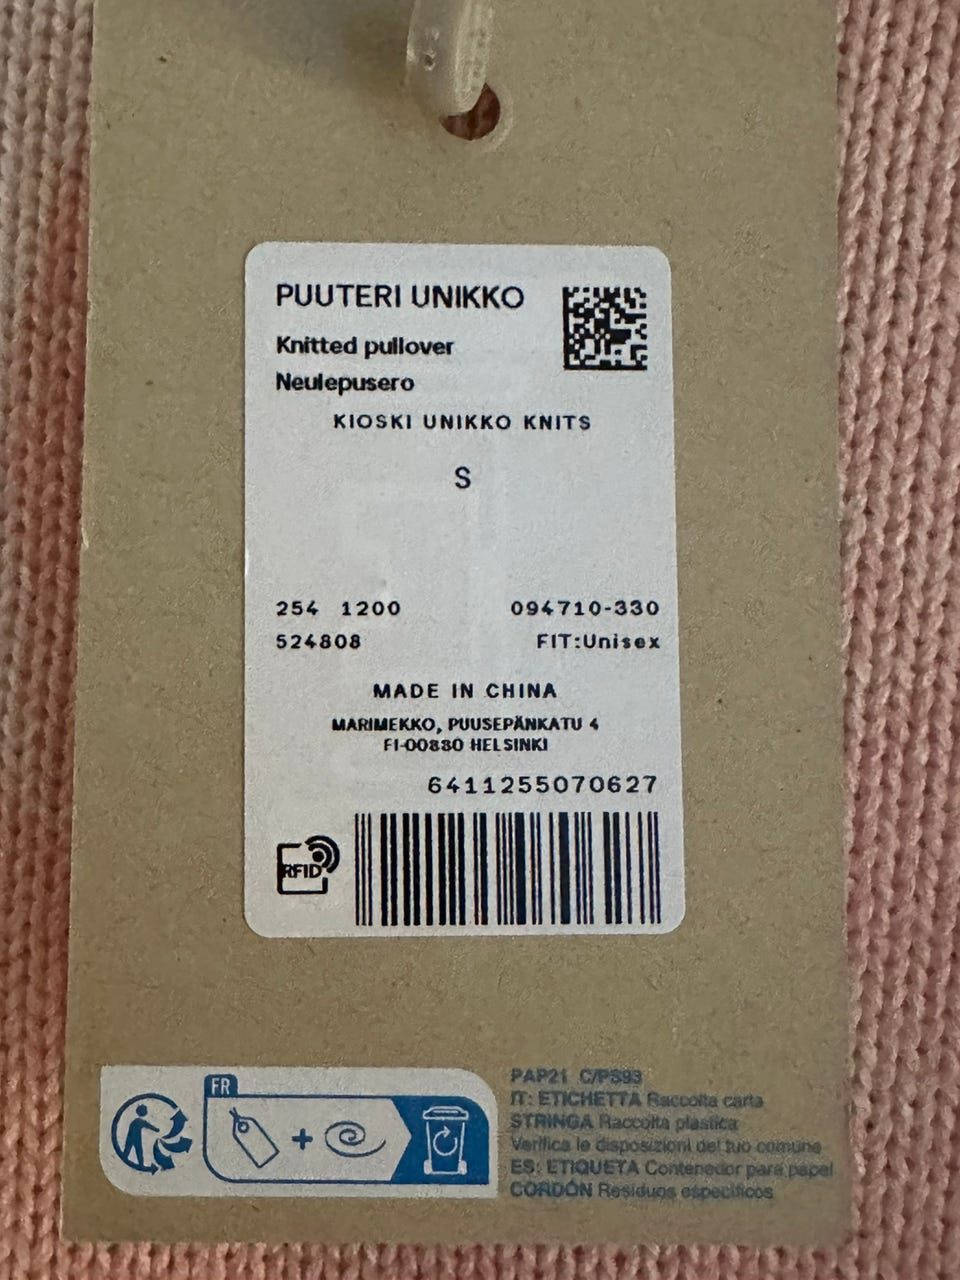 PUUTERI UNIKKO
Knitted pullover
Neulepusero
KIOSKI UNIKKO KNITS
S
254 1200 094710-330
524808 FIT:Unisex
MADE IN CHINA
MARIMEKKO, PUUSEPÄNKATU 4
FI-00880 HELSINKI
6411255070627
RFID
FR
PAP21 C/PS93
IT: ETICHETTA Raccolta carta
STRINGA Raccolta plastica
Verifica le disposizioni del tuo comune
ES: ETIQUETA Contenedor para papel
CORDÓN Residuos específicos